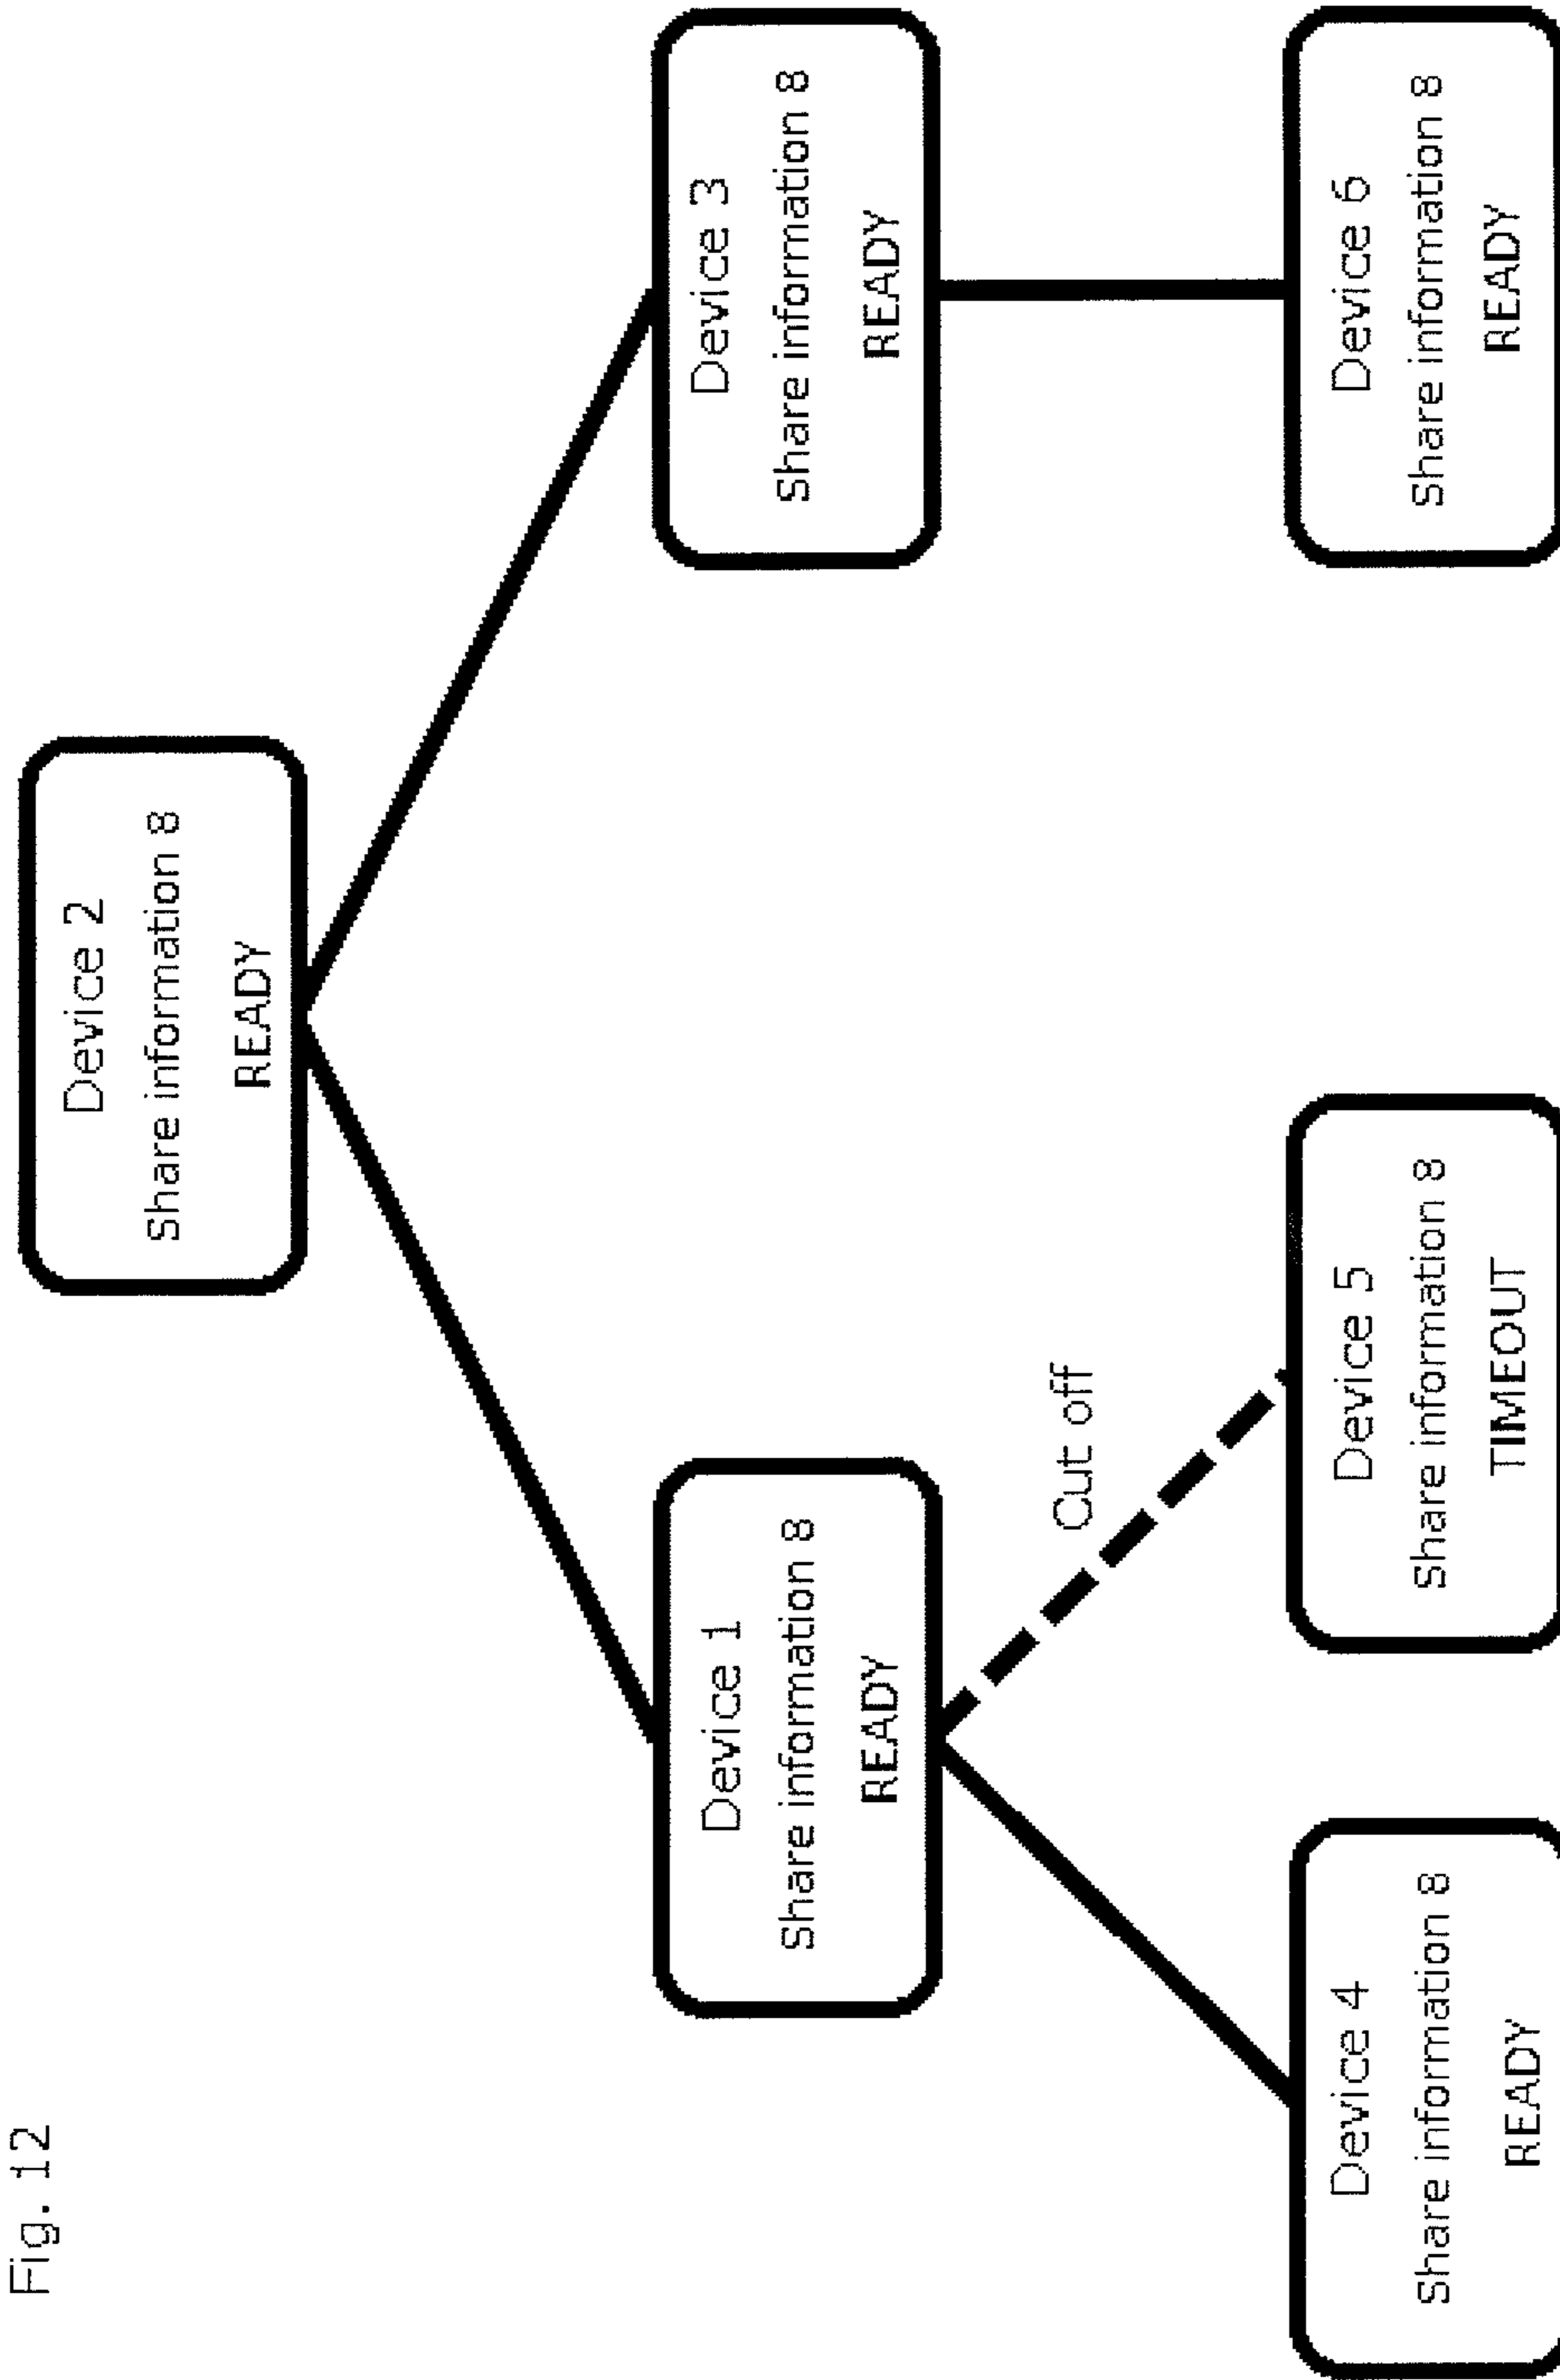 Fig. 12
Device 2
Share information 8
READY
Device 1
Share information 8
READY
Device 3
Share information 8
READY
Cut off
Device 4
Share information 8
READY
Device 5
Share information 8
TIMEOUT
Device 6
Share information 8
READY